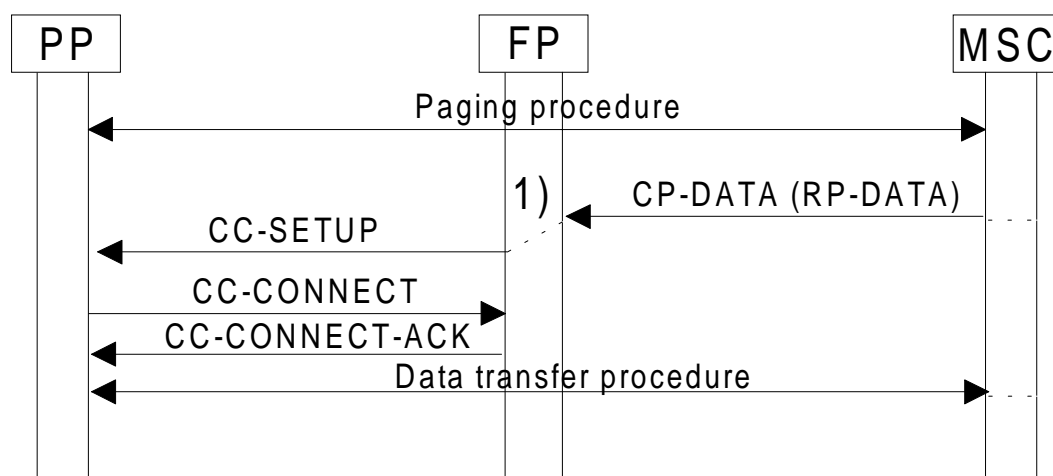 PP
FP
MSC
Paging procedure
1)
CP-DATA (RP-DATA)
CC-SETUP
CC-CONNECT
CC-CONNECT-ACK
Data transfer procedure